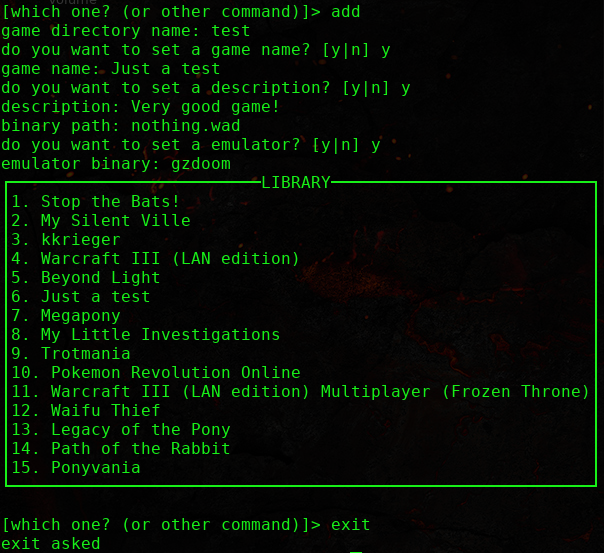 volume
[which one? (or other command)]> add
game directory name: test
do you want to set a game name? [y|n] y
game name: Just a test
do you want to set a description? [y|n] y
description: Very good game!
binary path: nothing.wad
do you want to set a emulator? [y|n] y
emulator binary: gzdoom
LIBRARY
1. Stop the Bats!
2. My Silent Ville
3. kkrieger
4. Warcraft III (LAN edition)
5. Beyond Light
6. Just a test
7. Megapony
8. My Little Investigations
9. Trotmania
10. Pokemon Revolution Online
11. Warcraft III (LAN edition) Multiplayer (Frozen Throne)
12. Waifu Thief
13. Legacy of the Pony
14. Path of the Rabbit
15. Ponyvania
[which one? (or other command)]> exit
exit asked